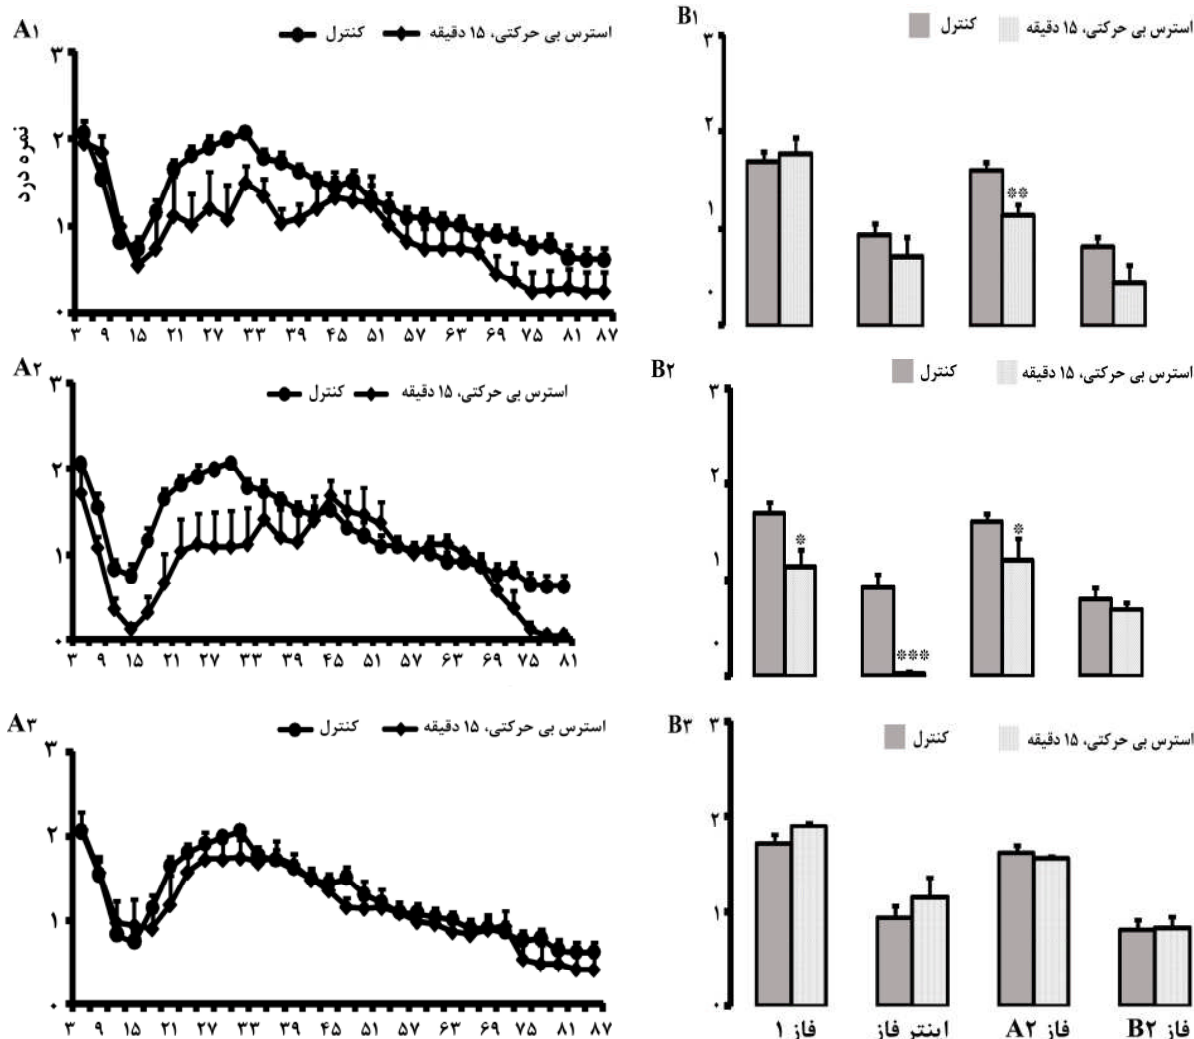 A۱
کنترل
استرس بی حرکتی، ۱۵ دقیقه
۳
۲
۱
۰
نمره درد
۳ ۹ ۱۵ ۲۱ ۲۷ ۳۳ ۳۹ ۴۵ ۵۱ ۵۷ ۶۳ ۶۹ ۷۵ ۸۱ ۸۷
B۱
کنترل
استرس بی حرکتی، ۱۵ دقیقه
۳
۲
۱
۰
**
A۲
کنترل
استرس بی حرکتی، ۱۵ دقیقه
۳
۲
۱
۰
۳ ۹ ۱۵ ۲۱ ۲۷ ۳۳ ۳۹ ۴۵ ۵۱ ۵۷ ۶۳ ۶۹ ۷۵ ۸۱
B۲
کنترل
استرس بی حرکتی، ۱۵ دقیقه
۳
۲
۱
۰
*
***
*
A۳
کنترل
استرس بی حرکتی، ۱۵ دقیقه
۳
۲
۱
۰
۳ ۹ ۱۵ ۲۱ ۲۷ ۳۳ ۳۹ ۴۵ ۵۱ ۵۷ ۶۳ ۶۹ ۷۵ ۸۱ ۸۷
B۳
کنترل
استرس بی حرکتی، ۱۵ دقیقه
۳
۲
۱
۰
فاز ۱
اینتر فاز
فاز A۲
فاز B۲